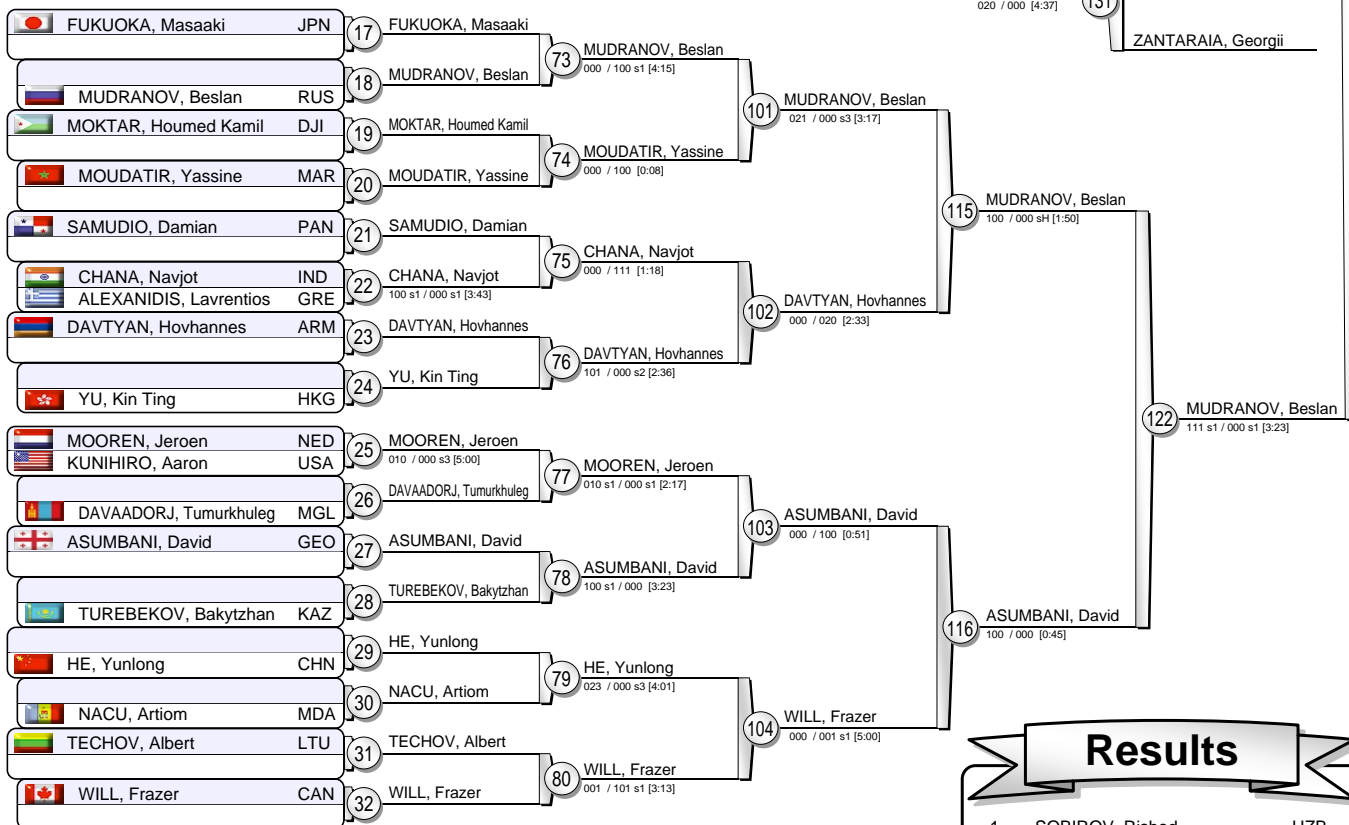 020 / 000 [4:37]
131
ZANTARAIA, Georgii
FUKUOKA, Masaaki JPN
17
FUKUOKA, Masaaki
73
MUDRANOV, Beslan
000 / 100 s1 [4:15]
MUDRANOV, Beslan RUS
18
MUDRANOV, Beslan
101
MUDRANOV, Beslan
021 / 000 s3 [3:17]
MOKTAR, Houmed Kamil DJI
19
MOKTAR, Houmed Kamil
74
MOUDATIR, Yassine
000 / 100 [0:08]
MOUDATIR, Yassine MAR
20
MOUDATIR, Yassine
115
MUDRANOV, Beslan
100 / 000 sH [1:50]
SAMUDIO, Damian PAN
21
SAMUDIO, Damian
75
CHANA, Navjot
000 / 111 [1:18]
CHANA, Navjot IND
ALEXANIDIS, Lavrentios GRE
22
CHANA, Navjot
100 s1 / 000 s1 [3:43]
102
DAVTYAN, Hovhannes
000 / 020 [2:33]
DAVTYAN, Hovhannes ARM
23
DAVTYAN, Hovhannes
76
DAVTYAN, Hovhannes
101 / 000 s2 [2:36]
YU, Kin Ting HKG
24
YU, Kin Ting
122
MUDRANOV, Beslan
111 s1 / 000 s1 [3:23]
MOOREN, Jeroen NED
KUNIHIRO, Aaron USA
25
MOOREN, Jeroen
010 / 000 s3 [5:00]
77
MOOREN, Jeroen
010 s1 / 000 s1 [2:17]
DAVAADORJ, Tumurkhuleg MGL
26
DAVAADORJ, Tumurkhuleg
103
ASUMBANI, David
000 / 100 [0:51]
ASUMBANI, David GEO
27
ASUMBANI, David
78
ASUMBANI, David
100 s1 / 000 [3:23]
TUREBEKOV, Bakytzhan KAZ
28
TUREBEKOV, Bakytzhan
116
ASUMBANI, David
100 / 000 [0:45]
HE, Yunlong CHN
29
HE, Yunlong
79
HE, Yunlong
023 / 000 s3 [4:01]
NACU, Artiom MDA
30
NACU, Artiom
104
WILL, Frazer
000 / 001 s1 [5:00]
TECHOV, Albert LTU
31
TECHOV, Albert
80
WILL, Frazer
001 / 101 s1 [3:13]
WILL, Frazer CAN
32
WILL, Frazer
Results
1 SOBIROV, Rishod UZB